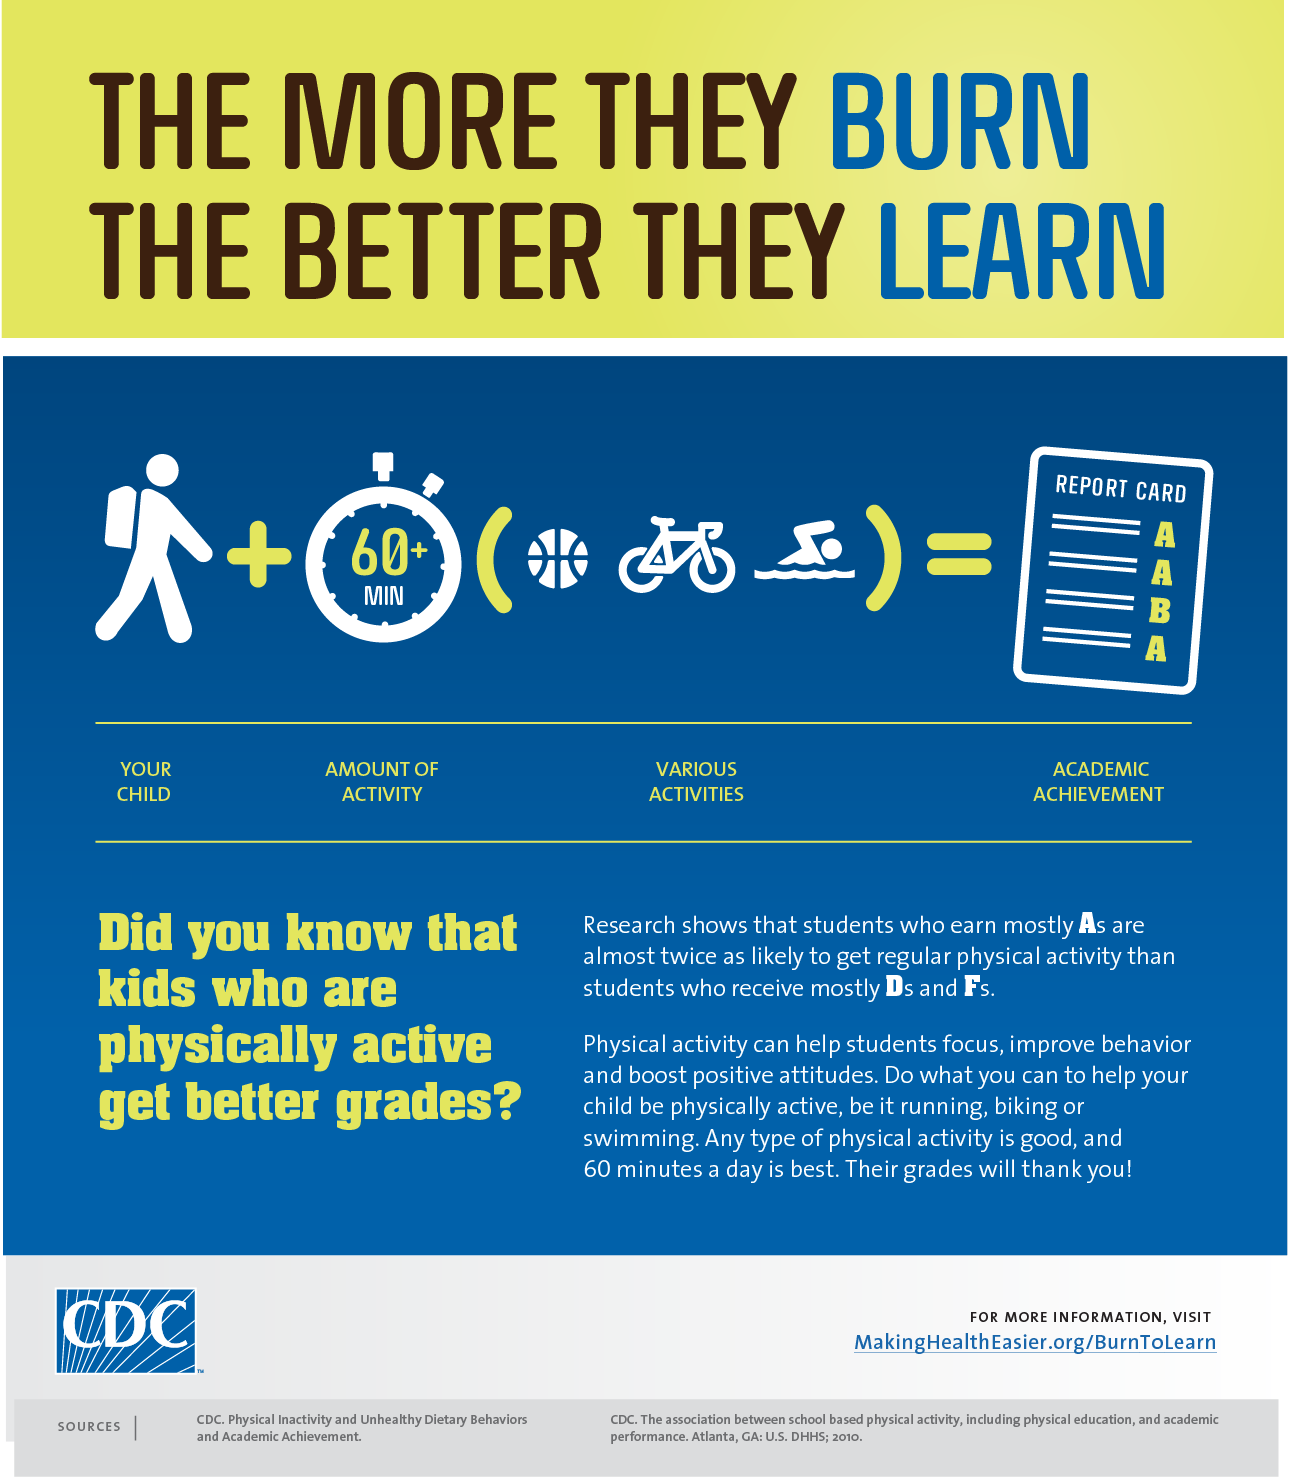 THE MORE THEY BURN
THE BETTER THEY LEARN
60+
MIN
REPORT CARD
A
A
B
A
YOUR
CHILD
AMOUNT OF
ACTIVITY
VARIOUS
ACTIVITIES
ACADEMIC
ACHIEVEMENT
Did you know that
kids who are
physically active
get better grades?
Research shows that students who earn mostly As are
almost twice as likely to get regular physical activity than
students who receive mostly Ds and Fs.
Physical activity can help students focus, improve behavior
and boost positive attitudes. Do what you can to help your
child be physically active, be it running, biking or
swimming. Any type of physical activity is good, and
60 minutes a day is best. Their grades will thank you!
CDC
TM
FOR MORE INFORMATION, VISIT
MakingHealthEasier.org/BurnToLearn
SOURCES
CDC. Physical Inactivity and Unhealthy Dietary Behaviors
and Academic Achievement.
CDC. The association between school based physical activity, including physical education, and academic
performance. Atlanta, GA: U.S. DHHS; 2010.